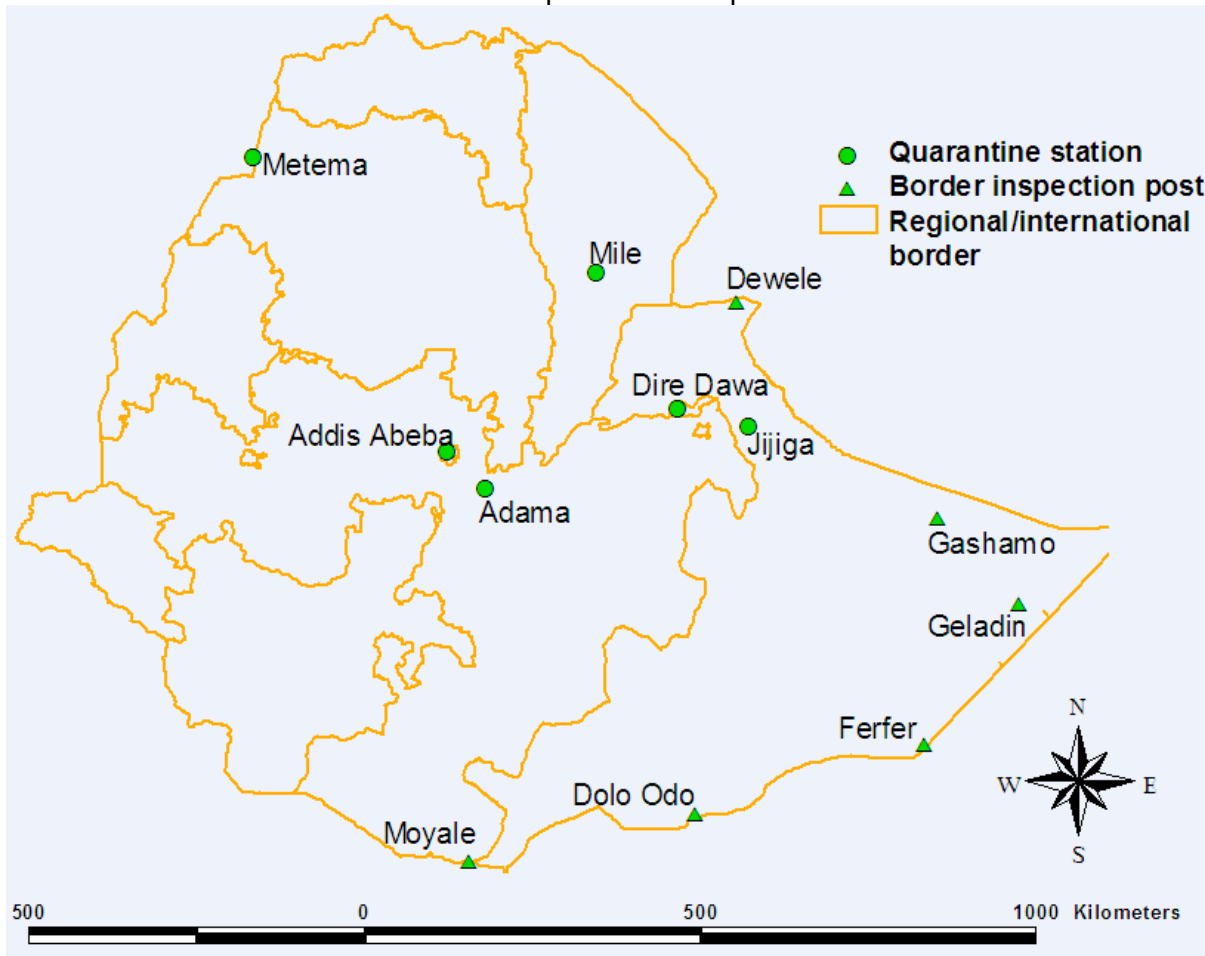 Metema
Quarantine station
Border inspection post
Regional/international
border
Mile
Dewele
Dire Dawa
Addis Abeba
Jijiga
Adama
Gashamo
Geladin
Ferfer
Dolo Odo
Moyale
N
W
E
S
500 0 500 1000 Kilometers